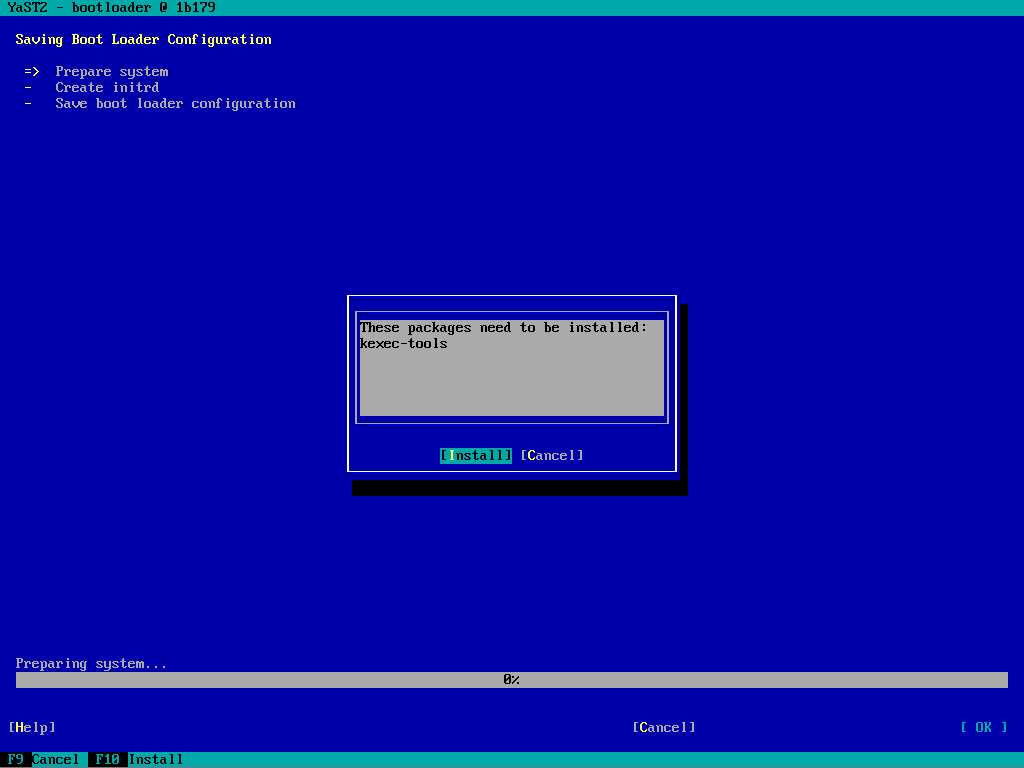 YaST2 - bootloader @ lb179
Saving Boot Loader Configuration
=> Prepare system
- Create initrd
- Save boot loader configuration
These packages need to be installed:
kexec-tools
[Install] [Cancel]
Preparing system...
0%
[Help] [Cancel] [ OK ]
F9 Cancel F10 Install